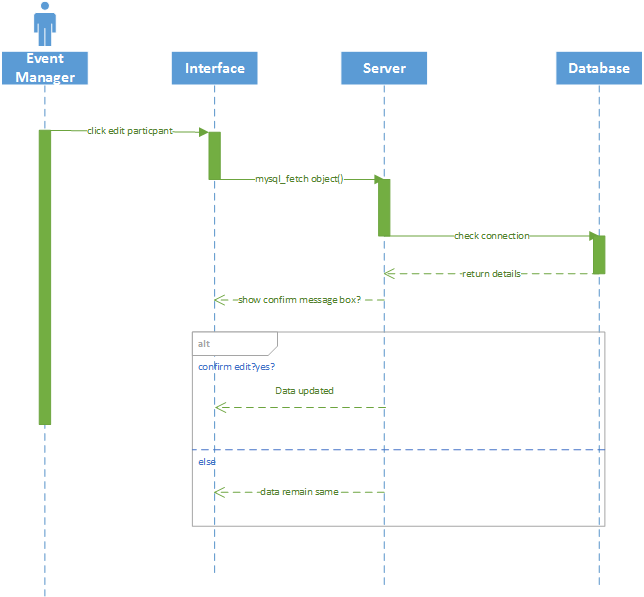 Event
Manager
Interface
Server
Database
click edit particpant
mysql_fetch object()
check connection
return details
show confirm message box?
alt
confirm edit?yes?
Data updated
else
data remain same